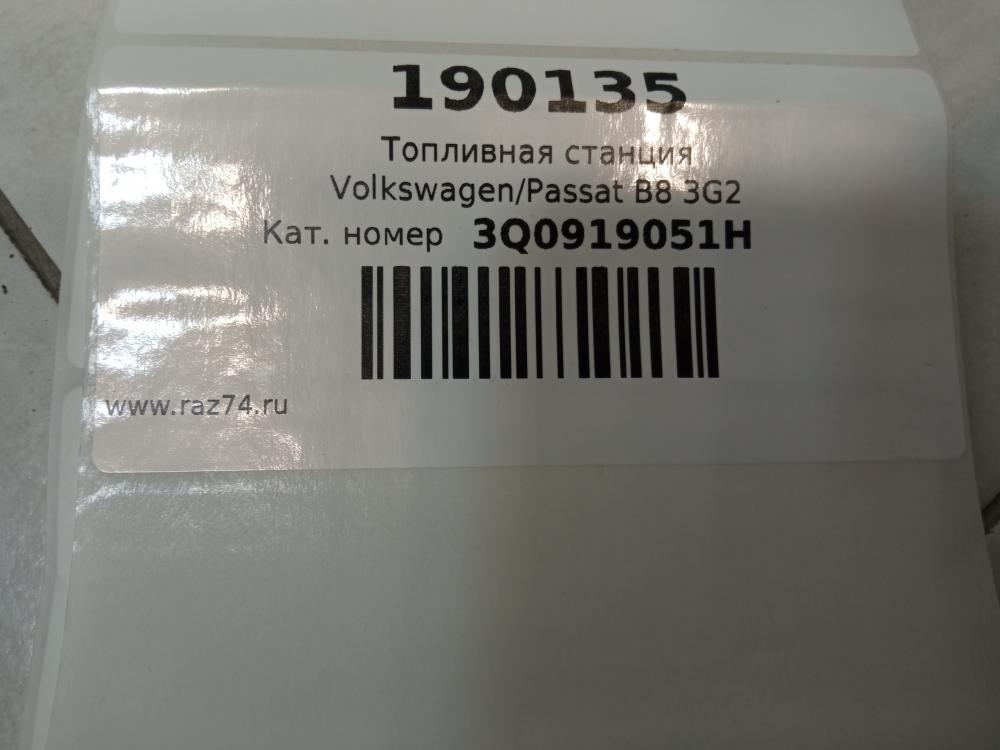 190135
Топливная станция
Volkswagen/Passat B8 3G2
Кат. номер 3Q0919051H
www.raz74.ru